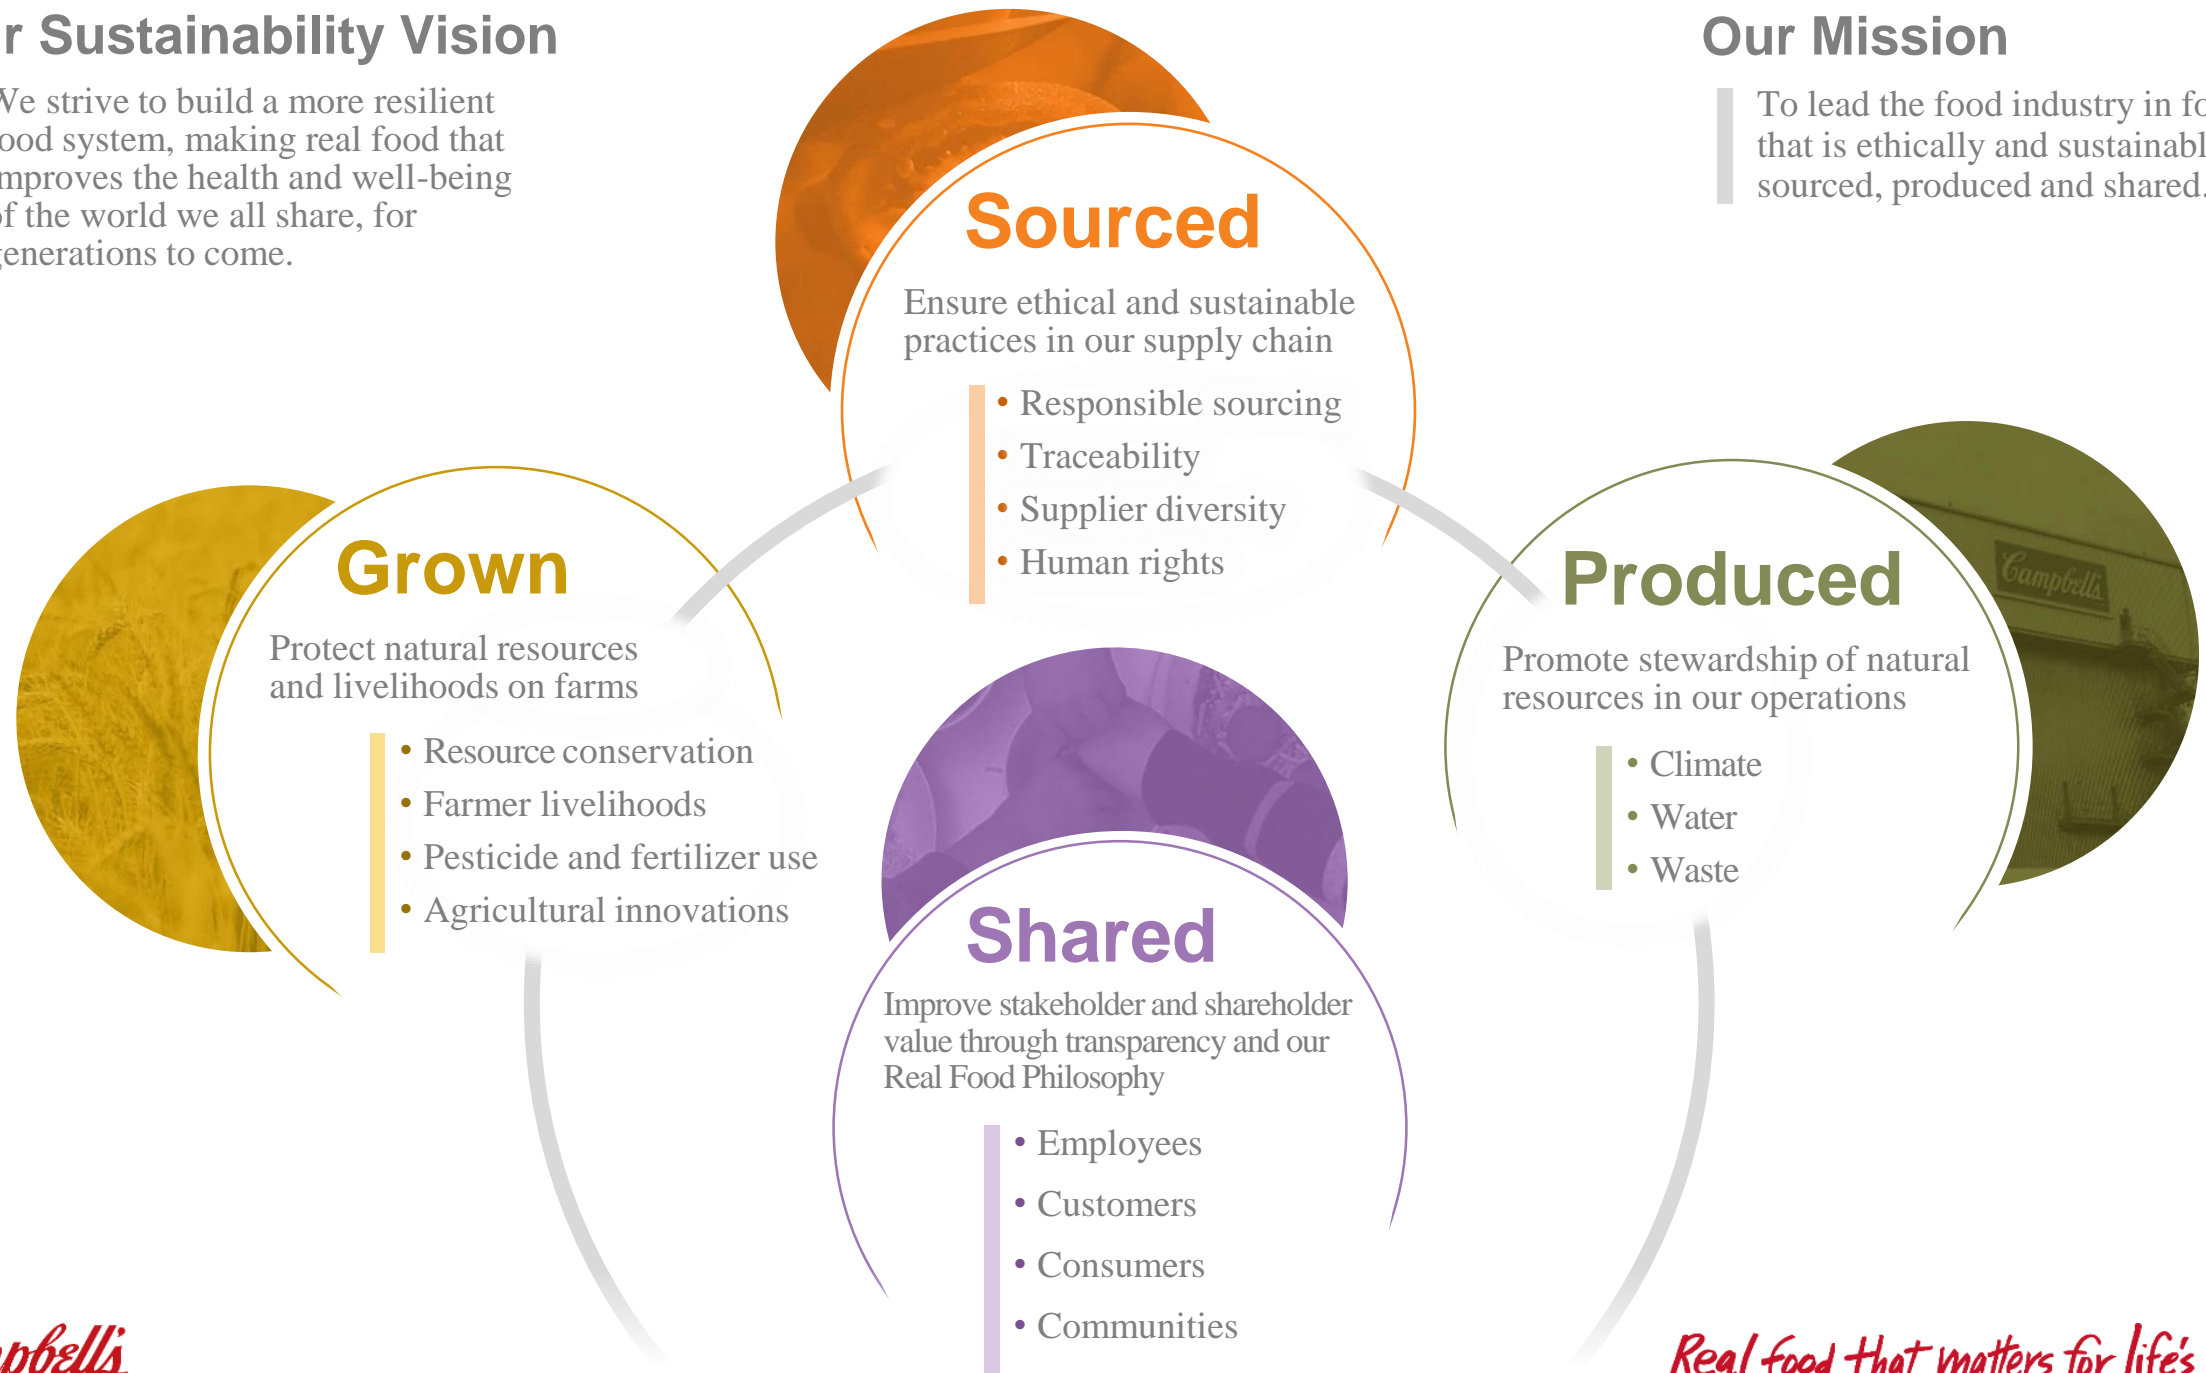 r Sustainability Vision
We strive to build a more resilient
ood system, making real food that
mproves the health and well-being
of the world we all share, for
generations to come.
Our Mission
To lead the food industry in fo
that is ethically and sustainabl
sourced, produced and shared.
Sourced
Ensure ethical and sustainable
practices in our supply chain
• Responsible sourcing
• Traceability
• Supplier diversity
• Human rights
Grown
Protect natural resources
and livelihoods on farms
• Resource conservation
• Farmer livelihoods
• Pesticide and fertilizer use
• Agricultural innovations
Produced
Promote stewardship of natural
resources in our operations
• Climate
• Water
• Waste
Campbell's
Shared
Improve stakeholder and shareholder
value through transparency and our
Real Food Philosophy
• Employees
• Customers
• Consumers
• Communities
pbell's
Real food that matters for life's